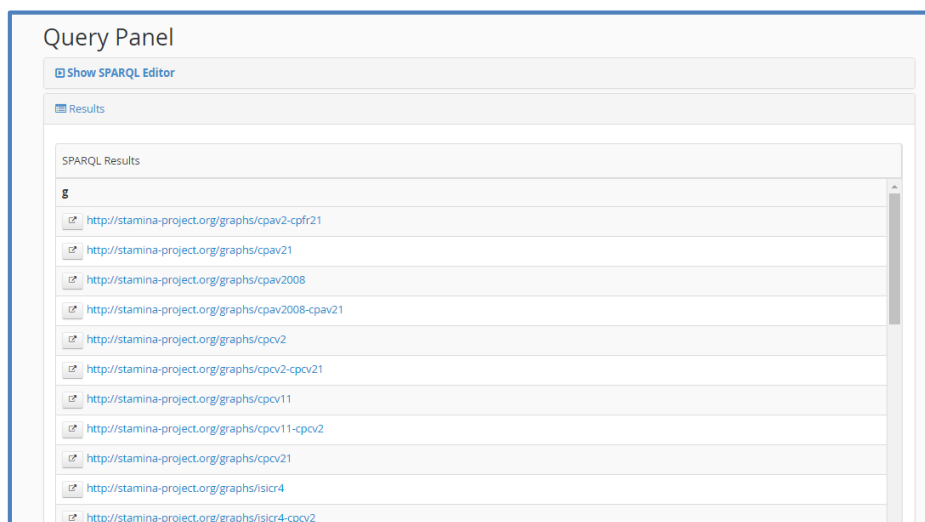 Query Panel
Show SPARQL Editor
Results
SPARQL Results
g
http://stamina-project.org/graphs/cpav2-cpfr21
http://stamina-project.org/graphs/cpav21
http://stamina-project.org/graphs/cpav2008
http://stamina-project.org/graphs/cpav2008-cpav21
http://stamina-project.org/graphs/cpcv2
http://stamina-project.org/graphs/cpcv2-cpcv21
http://stamina-project.org/graphs/cpcv11
http://stamina-project.org/graphs/cpcv11-cpcv2
http://stamina-project.org/graphs/cpcv21
http://stamina-project.org/graphs/isicr4
http://stamina-project.org/graphs/isicr4-cpcv2